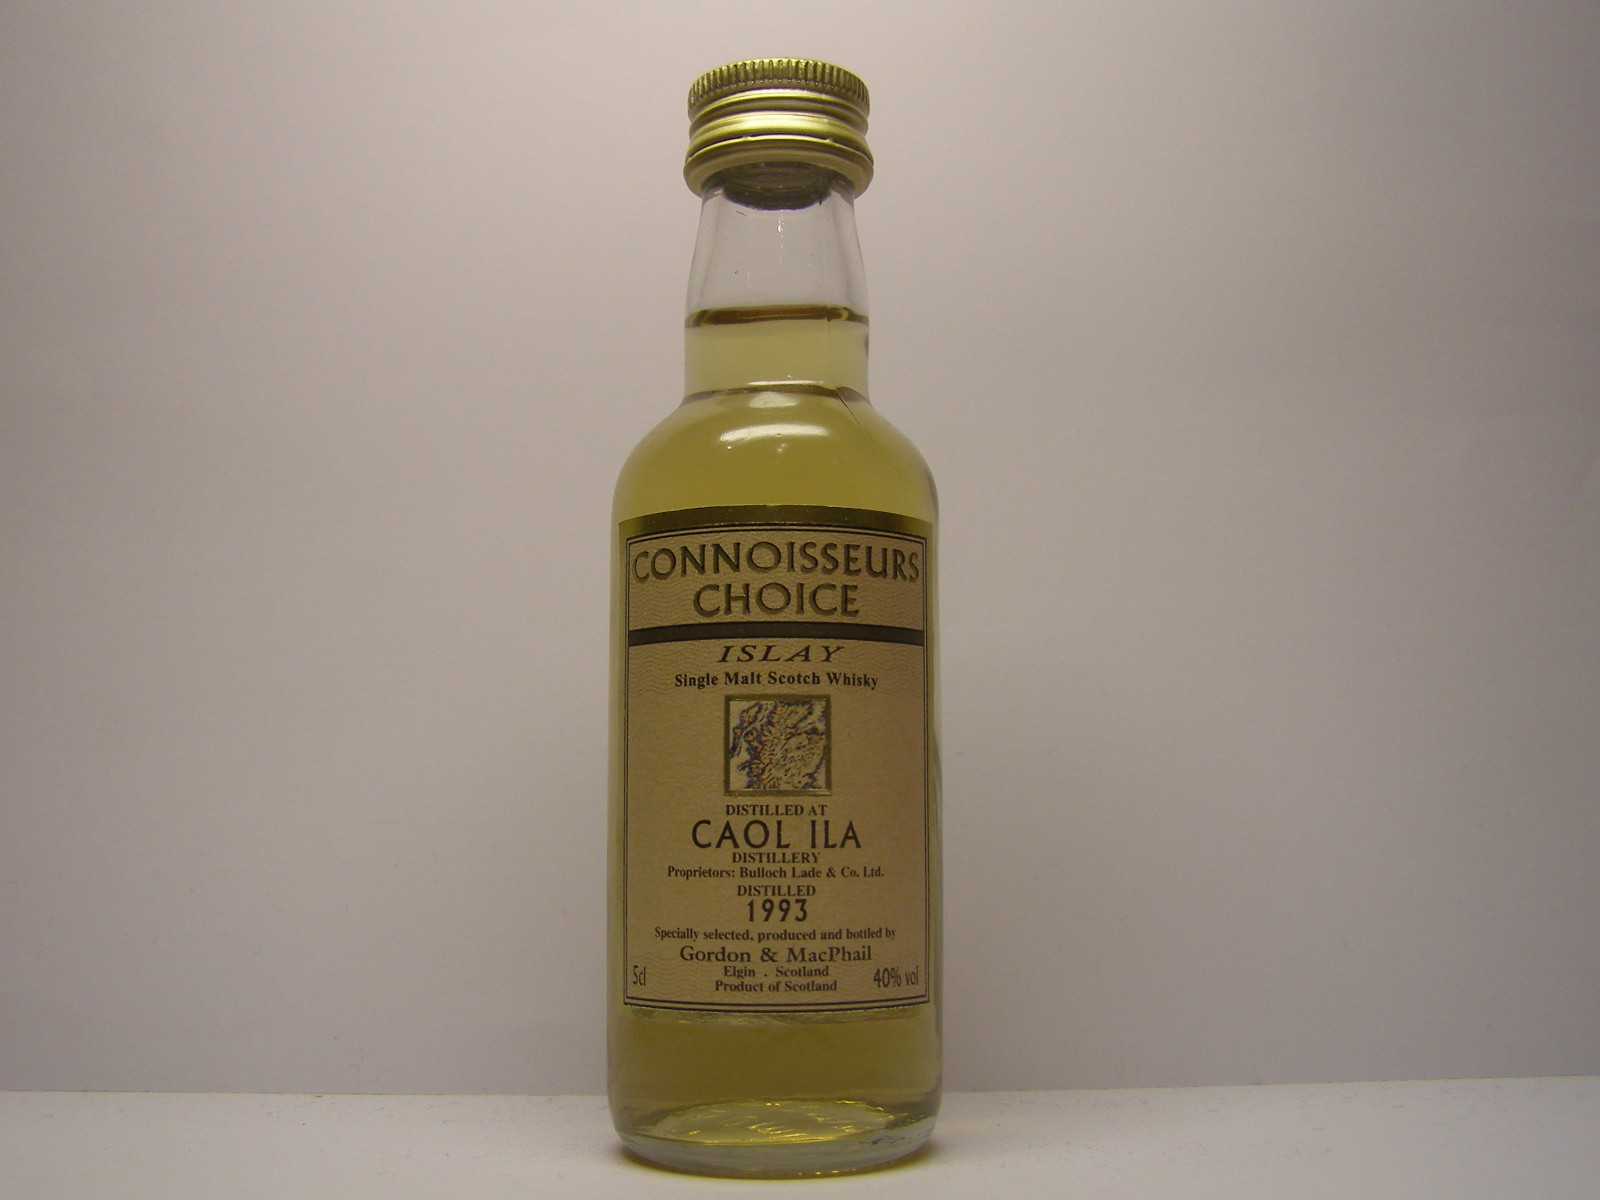 CONNOISSEURS
CHOICE
ISLAY
Single Malt Scotch Whisky
DISTILLED AT
CAOL ILA
DISTILLERY
Proprietors: Bulloch Lade & Co. Ltd.
DISTILLED
1993
Specially selected, produced and bottled by
Gordon & MacPhail
Elgin . Scotland
Product of Scotland
5cl
40% vol